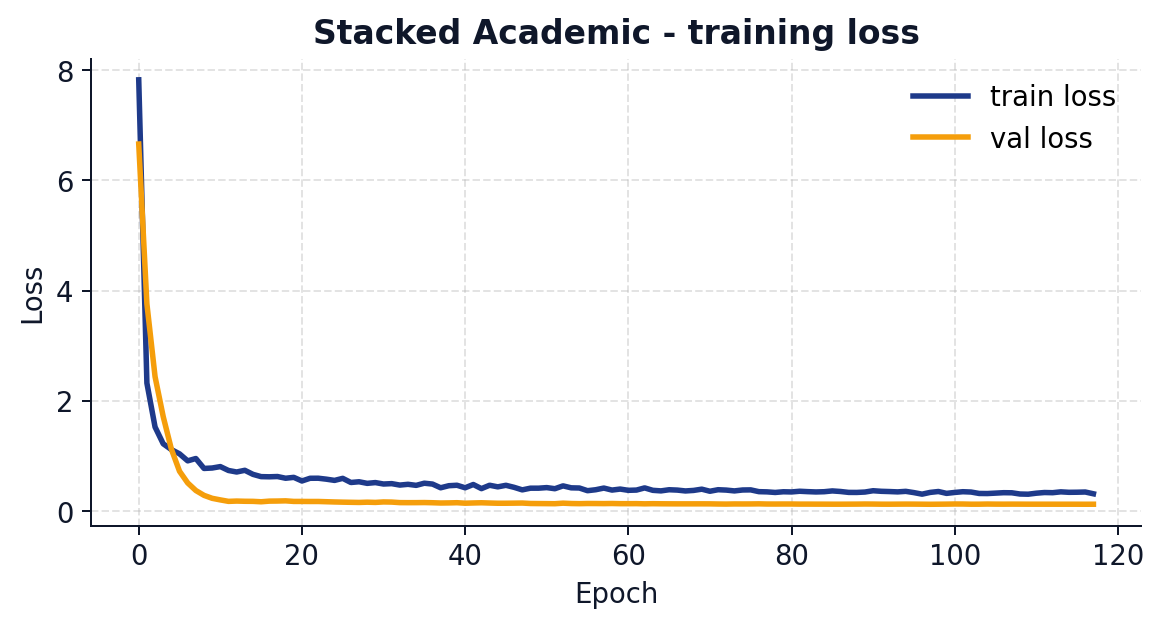 Stacked Academic - training loss
train loss
val loss
Loss
8
6
4
2
0
0 20 40 60 80 100 120
Epoch